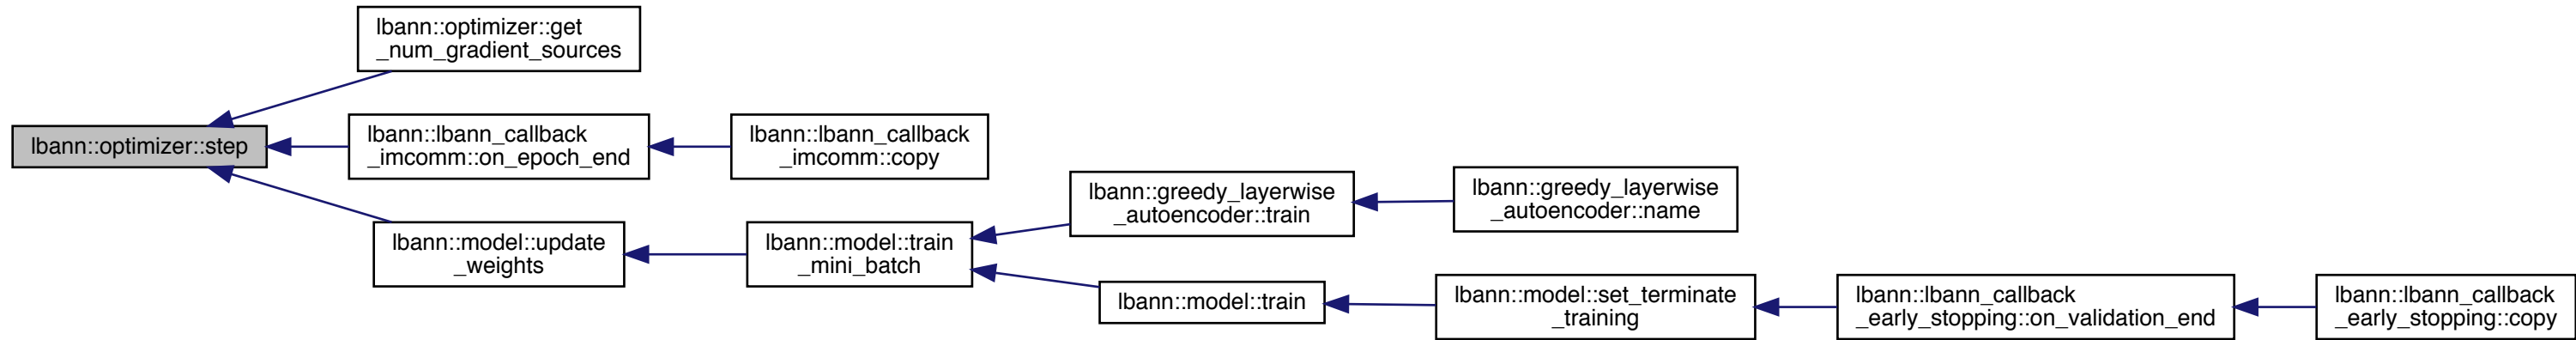 lbann::optimizer::get
_num_gradient_sources
lbann::optimizer::step
lbann::lbann_callback
_imcomm::on_epoch_end
lbann::lbann_callback
_imcomm::copy
lbann::model::update
_weights
lbann::model::train
_mini_batch
lbann::greedy_layerwise
_autoencoder::train
lbann::greedy_layerwise
_autoencoder::name
lbann::model::train
lbann::model::set_terminate
_training
lbann::lbann_callback
_early_stopping::on_validation_end
lbann::lbann_callback
_early_stopping::copy